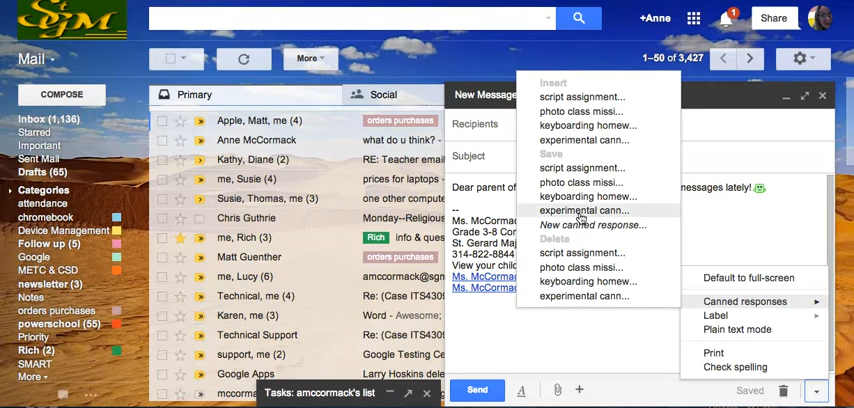 St
SGM
+Anne
1
Share
Mail
More
1–50 of 3,427
COMPOSE
Inbox (1,136)
Starred
Important
Sent Mail
Drafts (65)
Categories
attendance
chromebook
Device Management
Follow up (5)
Google
METC & CSD
newsletter (3)
Notes
orders purchases
powerschool (55)
Priority
Rich (2)
SMART
More
Primary
Social
Apple, Matt, me (4) orders purchases
Anne McCormack what do u think? -
Kathy, Diane (2) RE: Teacher email
me, Susie (4) prices for laptops -
Susie, Thomas, me (3) one other compute
Chris Guthrie Monday--Religious
me, Rich (3) Rich info & ques
Matt Guenther orders purchases
me, Lucy (6) amccormack@sgm
Technical, me (4) Re: (Case ITS4309
Karen, me (3) Word - Awesome;
Technical Support Re: (Case ITS4309
support, me (2) Google Testing Ce
Google Apps Larry Hoskins dele
mccorma
Tasks: amccormack's list
New Message
Recipients
Subject
Dear parent of
messages lately!
--
Ms. McCormac
Grade 3-8 Com
St. Gerard Maj
314-822-8844
View your child
Ms. McCormac
Ms. McCormac
Insert
script assignment...
photo class missi...
keyboarding homew...
experimental cann...
Save
script assignment...
photo class missi...
keyboarding homew...
experimental cann...
New canned response...
Delete
script assignment...
photo class missi...
keyboarding homew...
experimental cann...
Default to full-screen
Canned responses
Label
Plain text mode
Print
Check spelling
Send
A
Saved